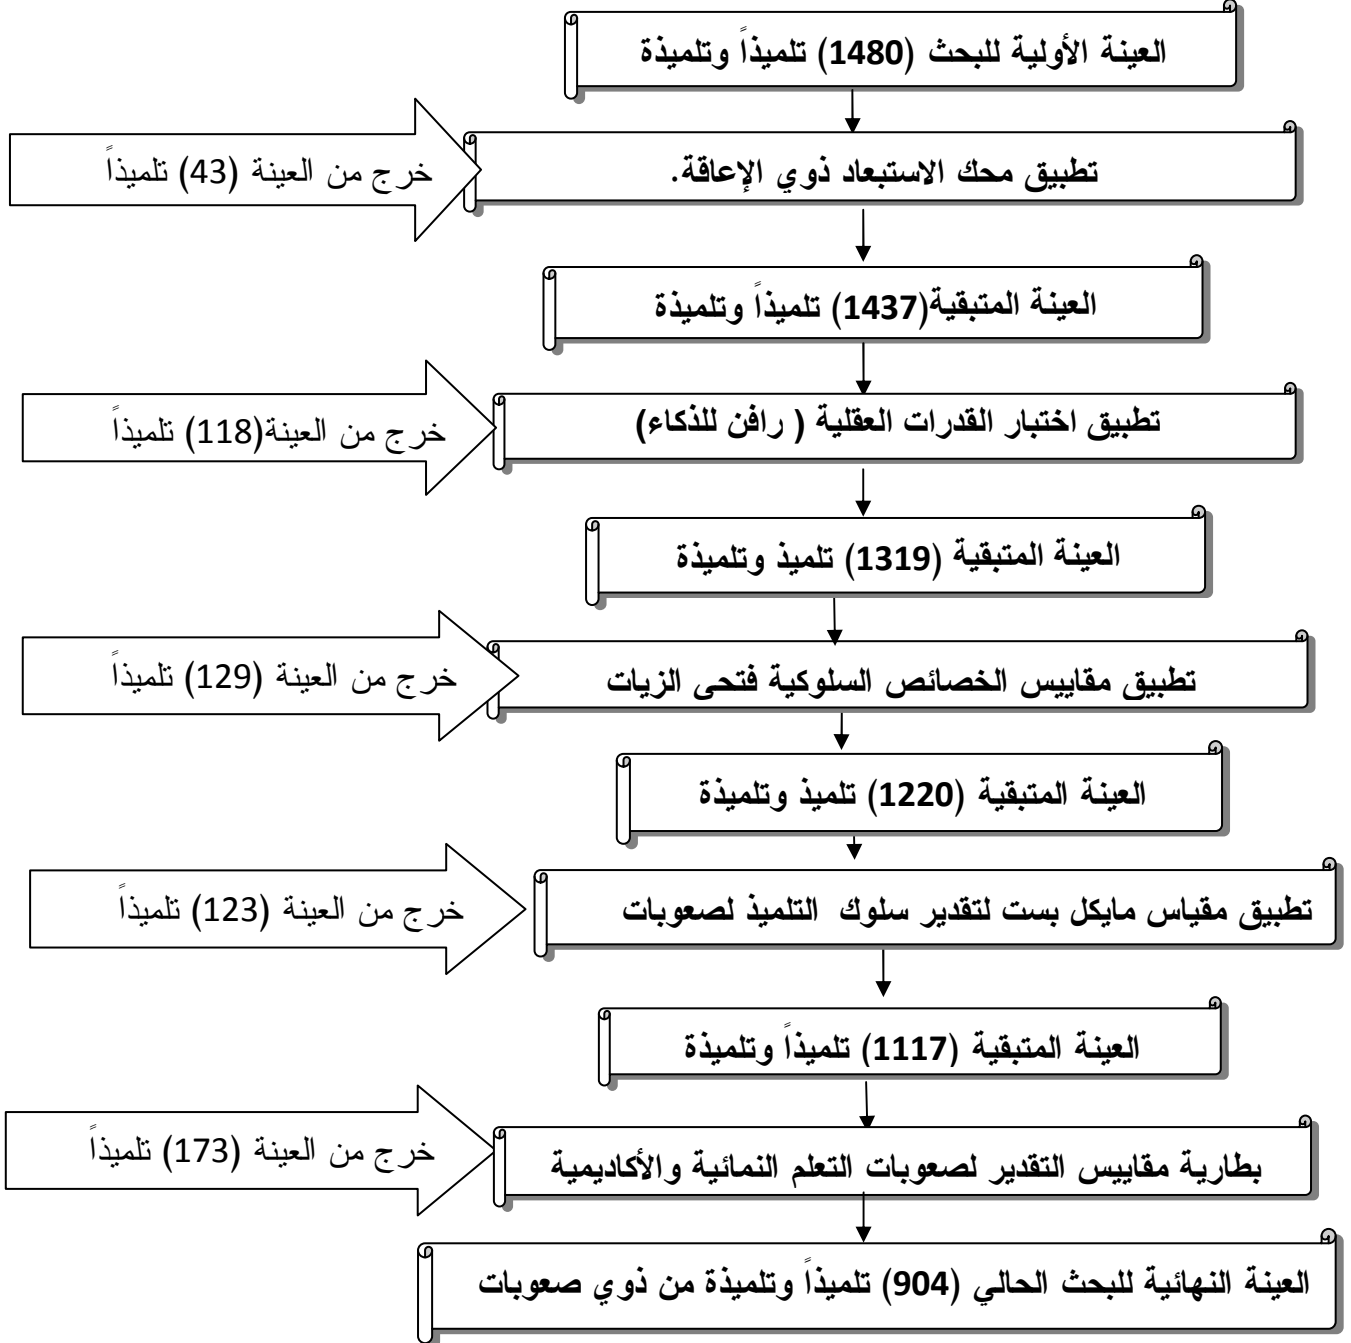 العينة الأولية للبحث (1480) تلميذاً وتلميذة
تطبيق محك الاستبعاد ذوي الإعاقة.
خرج من العينة (43) تلميذاً
العينة المتبقية(1437) تلميذاً وتلميذة
تطبيق اختبار القدرات العقلية ( رافن للذكاء)
خرج من العينة(118) تلميذاً
العينة المتبقية (1319) تلميذ وتلميذة
تطبيق مقاييس الخصائص السلوكية فتحى الزيات
خرج من العينة (129) تلميذاً
العينة المتبقية (1220) تلميذ وتلميذة
تطبيق مقياس مايكل بست لتقدير سلوك التلميذ لصعوبات
خرج من العينة (123) تلميذاً
العينة المتبقية (1117) تلميذاً وتلميذة
بطارية مقاييس التقدير لصعوبات التعلم النمائية والأكاديمية
خرج من العينة (173) تلميذاً
العينة النهائية للبحث الحالي (904) تلميذاً وتلميذة من ذوي صعوبات